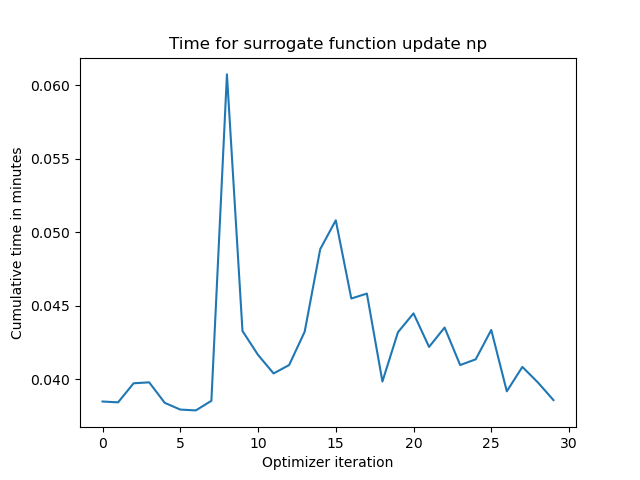 Time for surrogate function update np
Cumulative time in minutes
0.060
0.055
0.050
0.045
0.040
0 5 10 15 20 25 30
Optimizer iteration